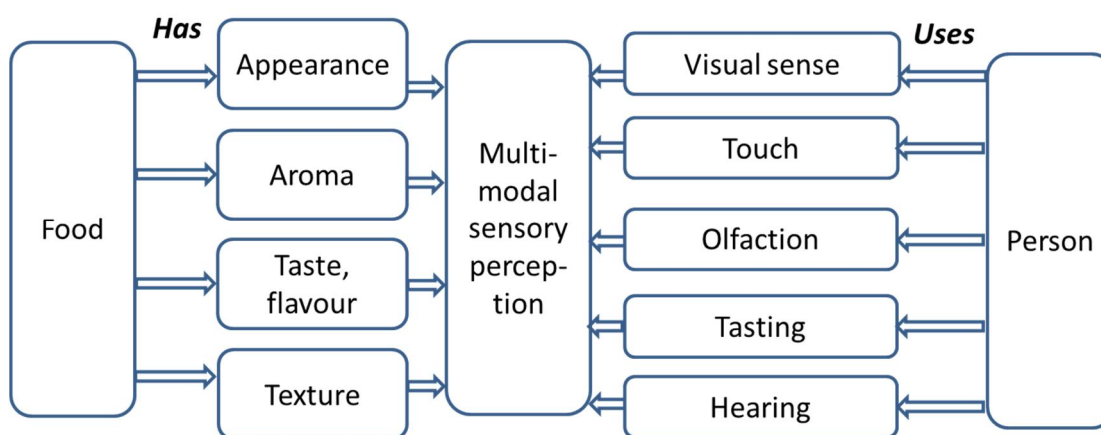 Has
Uses
Food
Appearance
Aroma
Taste,
flavour
Texture
Multi-
modal
sensory
percep-
tion
Visual sense
Touch
Olfaction
Tasting
Hearing
Person